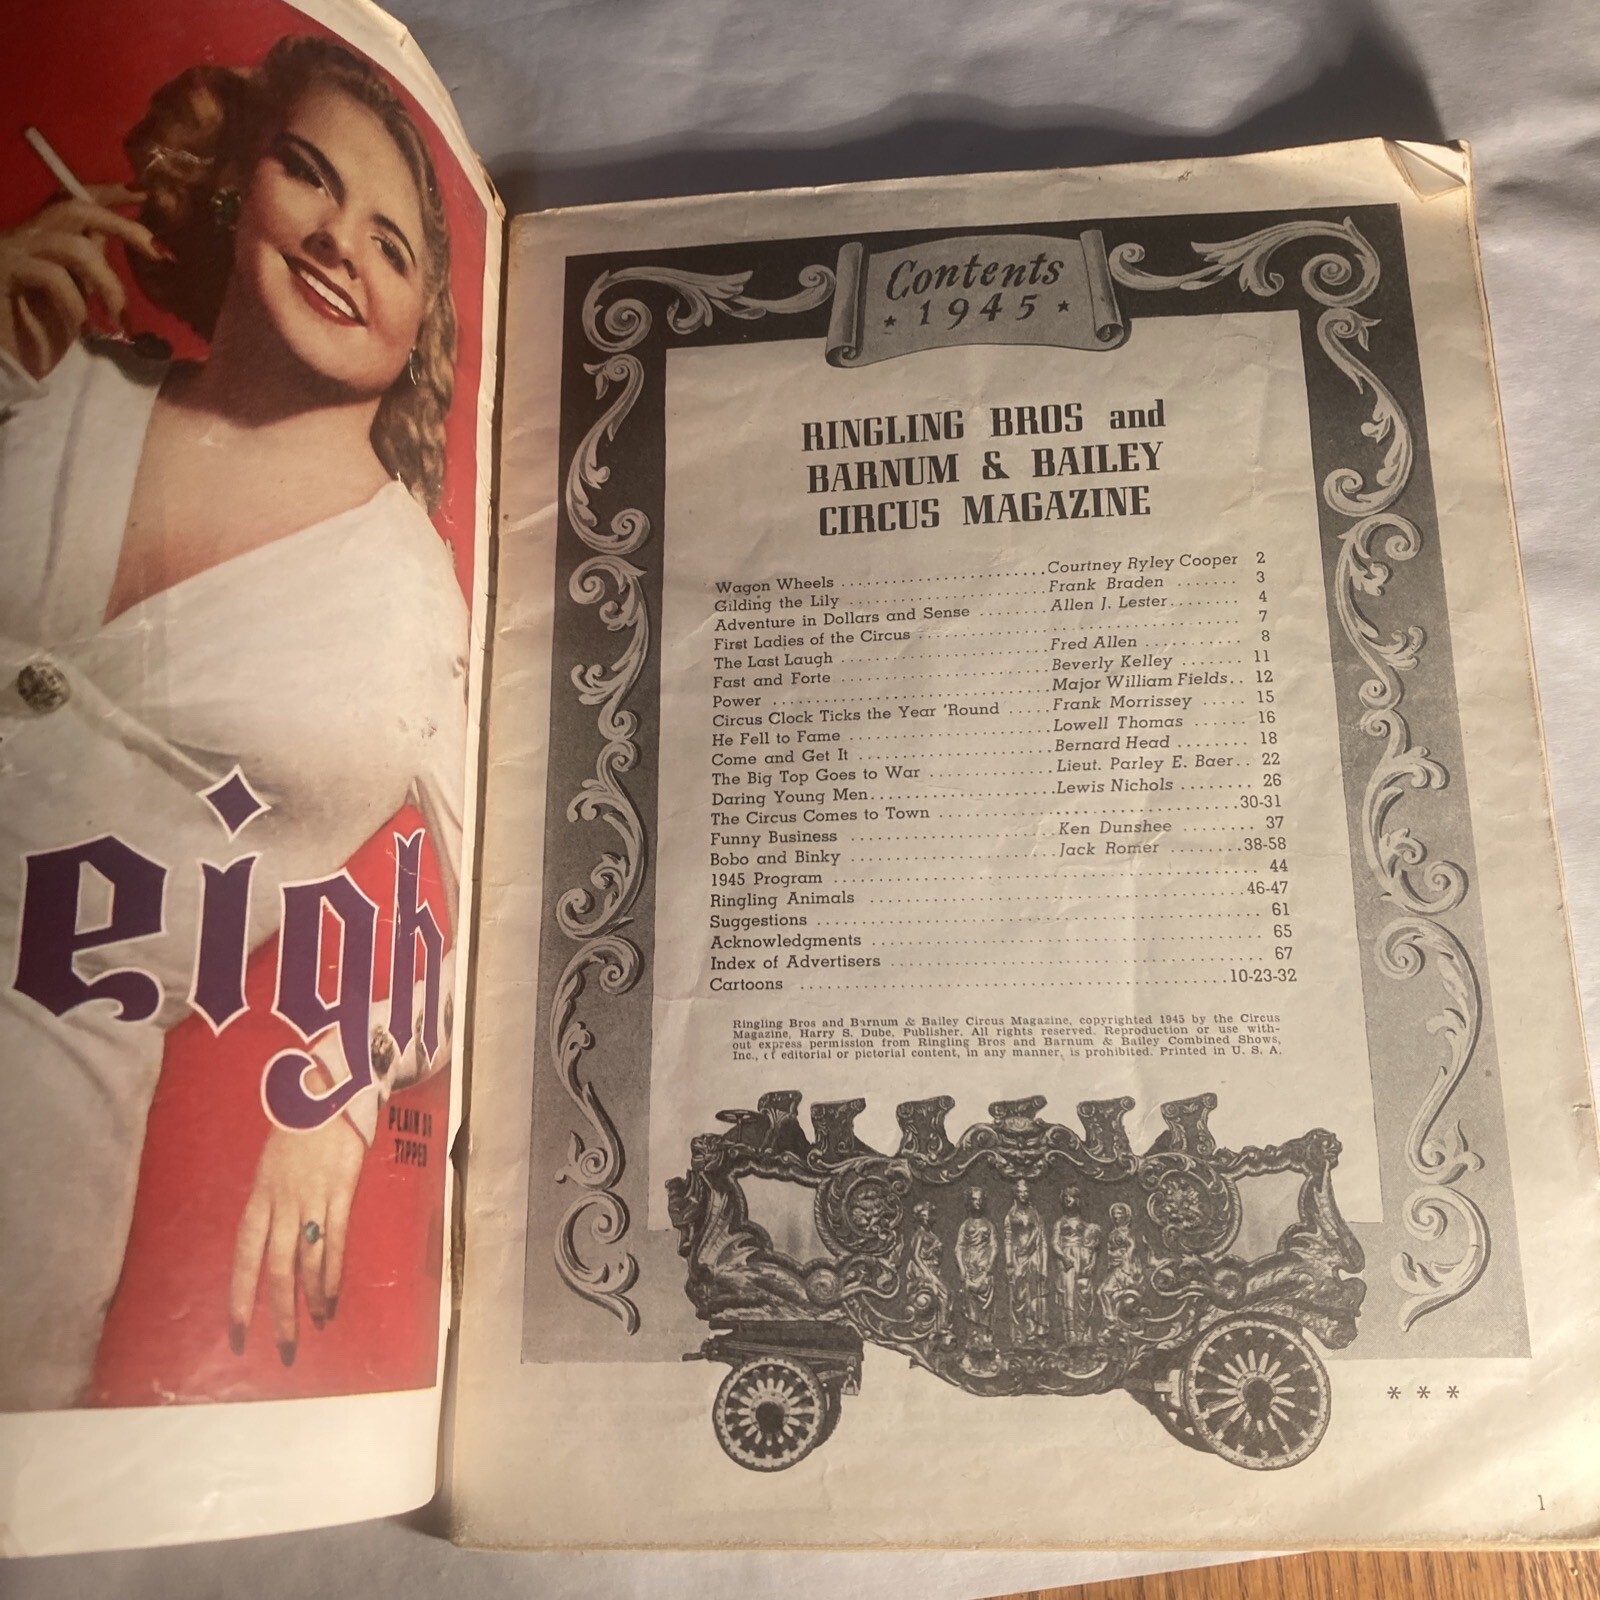 eigh
PLAIN OR
TIPPED
Contents
★ 1945 ★
RINGLING BROS and
BARNUM & BAILEY
CIRCUS MAGAZINE
Wagon Wheels ........ Courtney Ryley Cooper 2
Gilding the Lily ........ Frank Braden ....... 3
Adventure in Dollars and Sense ........ Allen J. Lester ........ 4
First Ladies of the Circus ........ 7
The Last Laugh ........ Fred Allen ........ 8
Fast and Forte ........ Beverly Kelley ....... 11
Power ........ Major William Fields.. 12
Circus Clock Ticks the Year 'Round ..... Frank Morrissey ..... 15
He Fell to Fame ........ Lowell Thomas ...... 16
Come and Get It ........ Bernard Head ........ 18
The Big Top Goes to War ........ Lieut. Parley E. Baer.. 22
Daring Young Men ........ Lewis Nichols ........ 26
The Circus Comes to Town ........ 30-31
Funny Business ........ Ken Dunshee ........ 37
Bobo and Binky ........ Jack Romer ........ 38-58
1945 Program ........ 44
Ringling Animals ........ 46-47
Suggestions ........ 61
Acknowledgments ........ 65
Index of Advertisers ........ 67
Cartoons ........ 10-23-32
Ringling Bros and Barnum & Bailey Circus Magazine, copyrighted 1945 by the Circus
Magazine, Harry S. Dube, Publisher. All rights reserved. Reproduction or use with-
out express permission from Ringling Bros and Barnum & Bailey Combined Shows,
Inc., of editorial or pictorial content, in any manner, is prohibited. Printed in U. S. A.
* * *
1